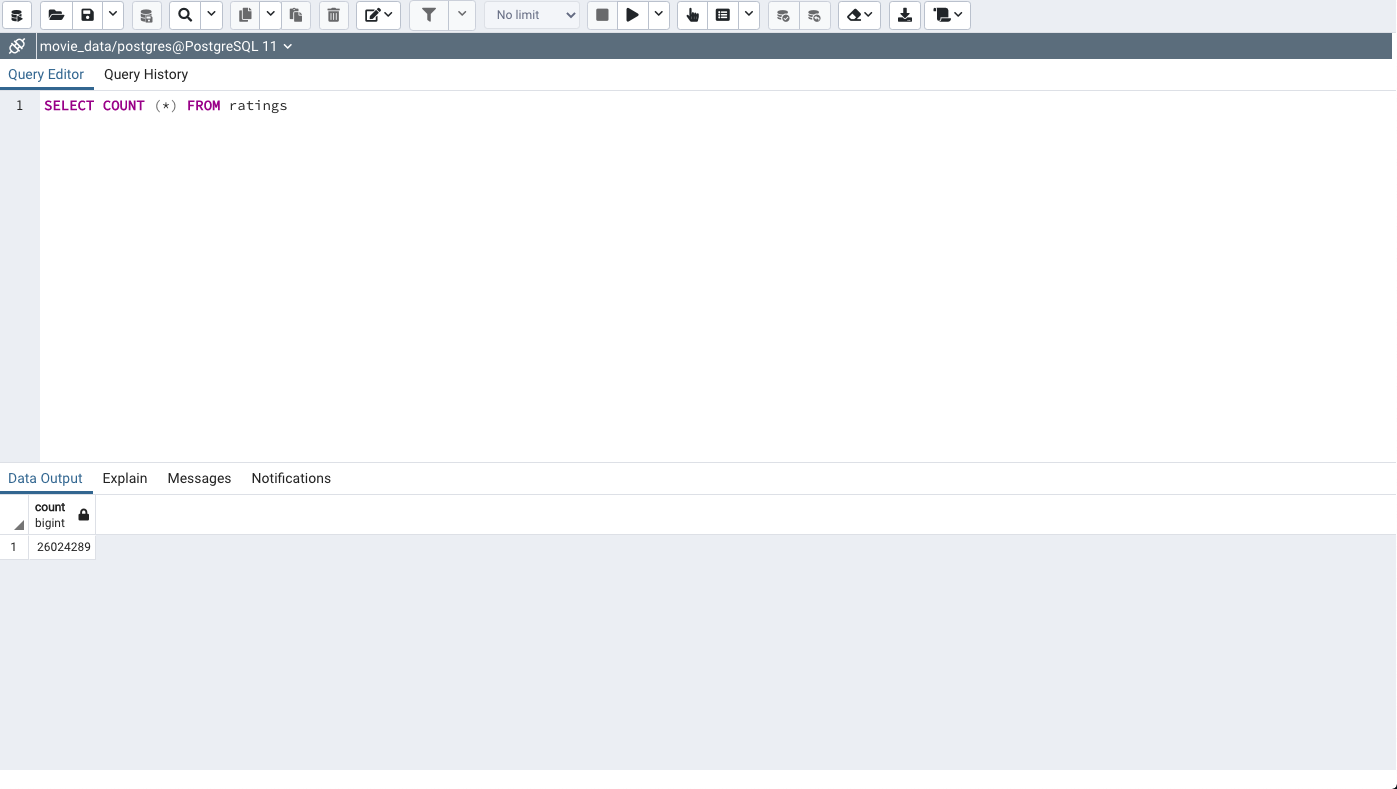 No limit
movie_data/postgres@PostgreSQL 11
Query Editor Query History
1 SELECT COUNT (*) FROM ratings
Data Output Explain Messages Notifications
count
bigint
1 26024289